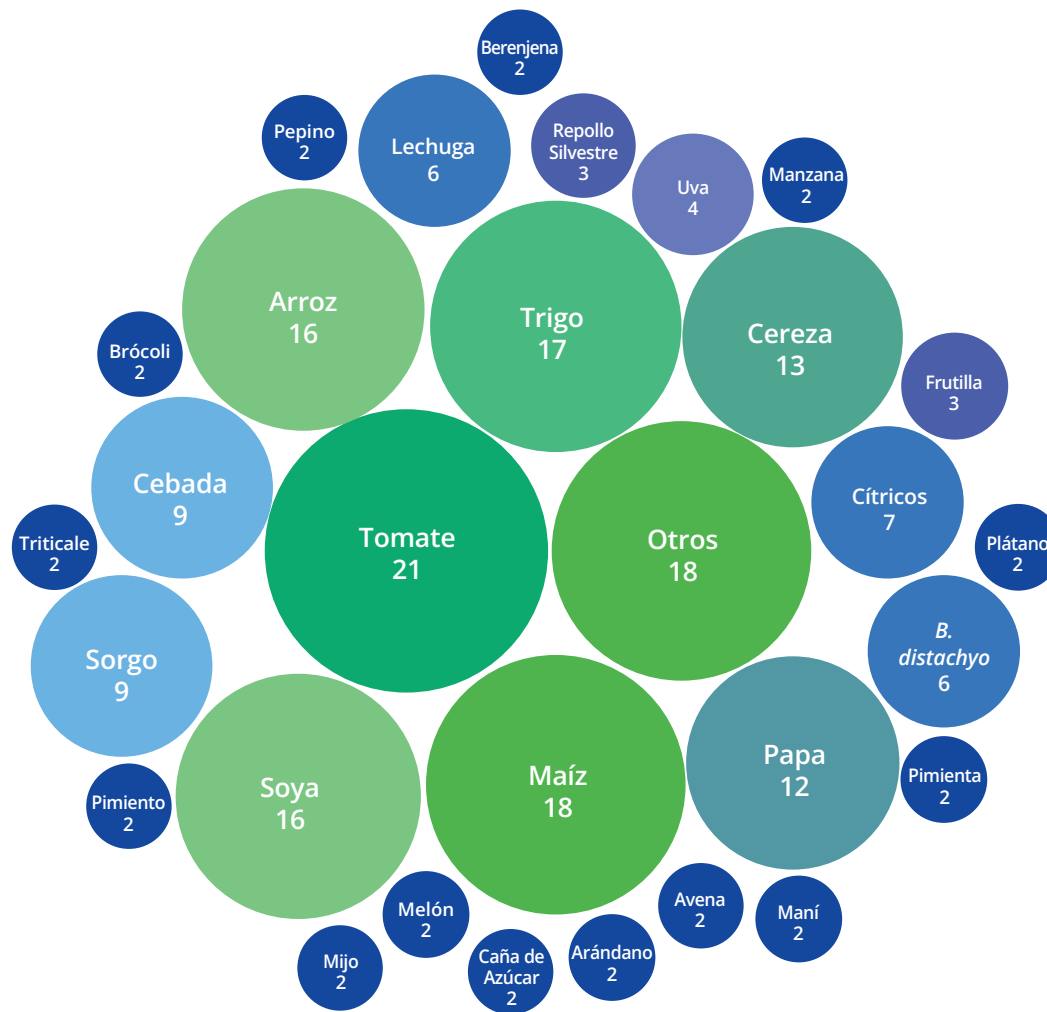 Berenjena
2
Pepino
2
Lechuga
6
Repollo
Silvestre
3
Uva
4
Manzana
2
Arroz
16
Trigo
17
Cereza
13
Brócoli
2
Frutilla
3
Cebada
9
Cítricos
7
Triticale
2
Tomate
21
Otros
18
Plátano
2
Sorgo
9
B.
distachyo
6
Pimiento
2
Soya
16
Maíz
18
Papa
12
Pimienta
2
Melón
2
Avena
2
Maní
2
Mijo
2
Caña de
Azúcar
2
Arándano
2